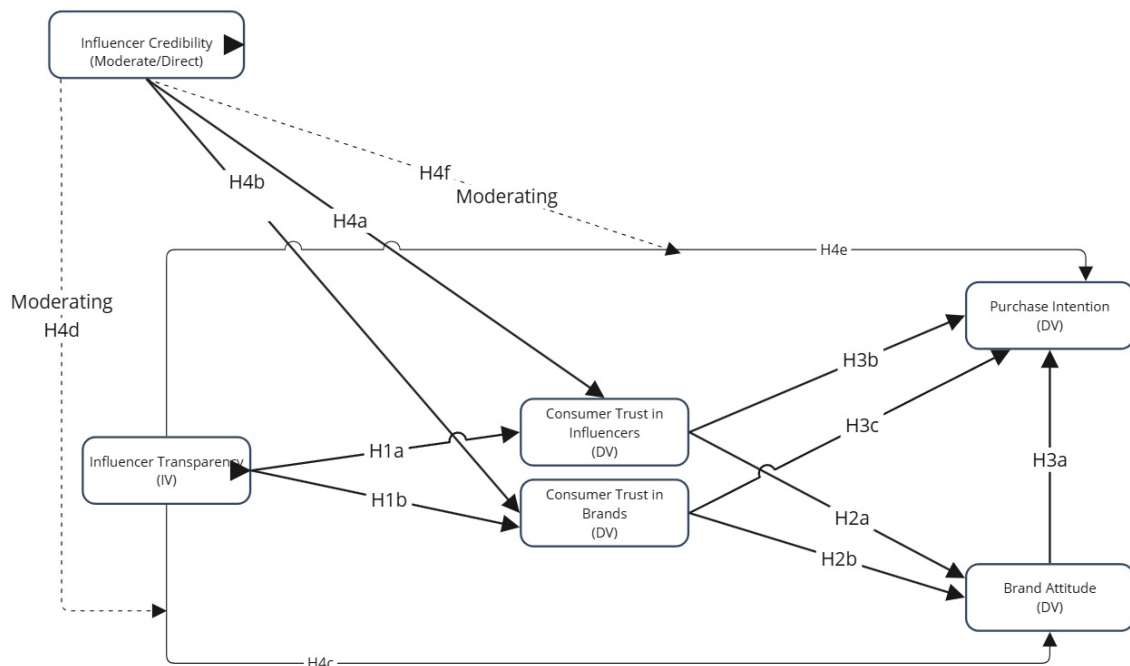 Influencer Credibility
(Moderate/Direct)
H4b
H4f
Moderating
H4a
H4e
Moderating
H4d
Purchase Intention
(DV)
H3b
Consumer Trust in
Influencers
(DV)
H3c
H1a
Influencer Transparency
(IV)
H3a
H1b
Consumer Trust in
Brands
(DV)
H2a
H2b
Brand Attitude
(DV)
H4c